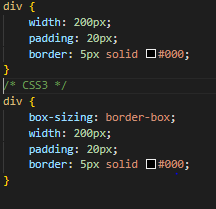 div {
    width: 200px;
    padding: 20px;
    border: 5px solid #000;
}
/* CSS3 */
div {
    box-sizing: border-box;
    width: 200px;
    padding: 20px;
    border: 5px solid #000;
}